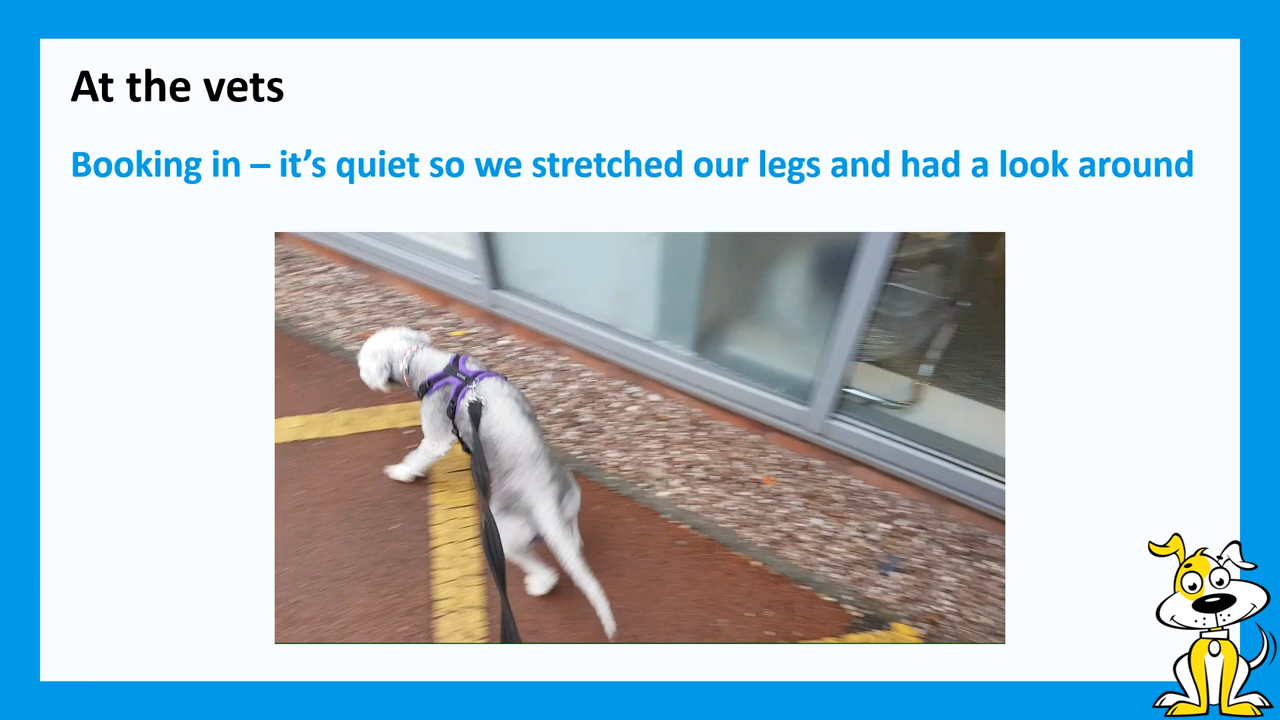 At the vets
Booking in – it’s quiet so we stretched our legs and had a look around